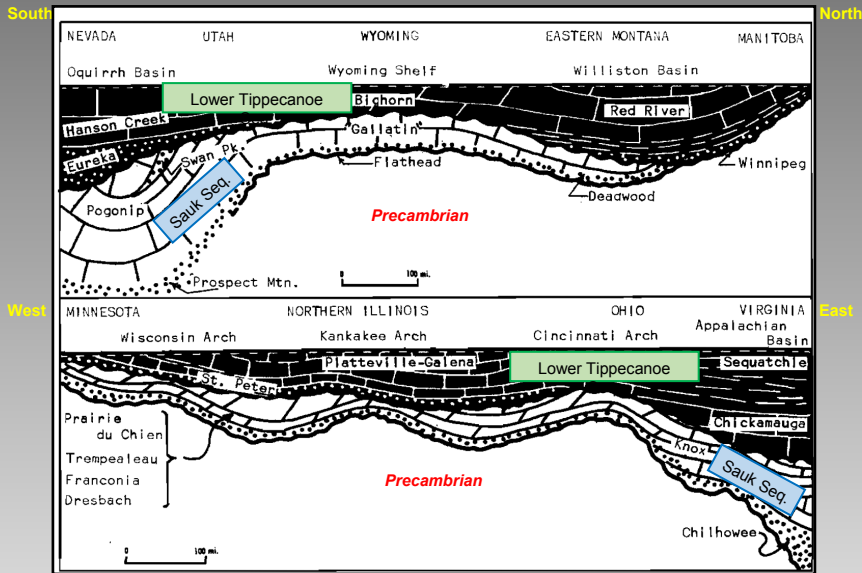 South
North
NEVADA UTAH WYOMING EASTERN MONTANA MANITOBA
Oquirrh Basin Wyoming Shelf Williston Basin
Lower Tippecanoe
Bighorn
Red River
Hanson Creek
"Gallatin"
Eureka
Swan Pk.
Flathead
Winnipeg
Deadwood
Sauk Seq.
Pogonip
Precambrian
Prospect Mtn.
0 100 mi.
West
East
MINNESOTA NORTHERN ILLINOIS OHIO VIRGINIA
Wisconsin Arch Kankakee Arch Cincinnati Arch Appalachian
Basin
Platteville-Galena
Lower Tippecanoe
Sequatchie
St. Peter
Chickamauga
Prairie
du Chien
Trempealeau
Franconia
Dresbach
Knox
Sauk Seq.
Precambrian
Chilhowee
0 100 mi.